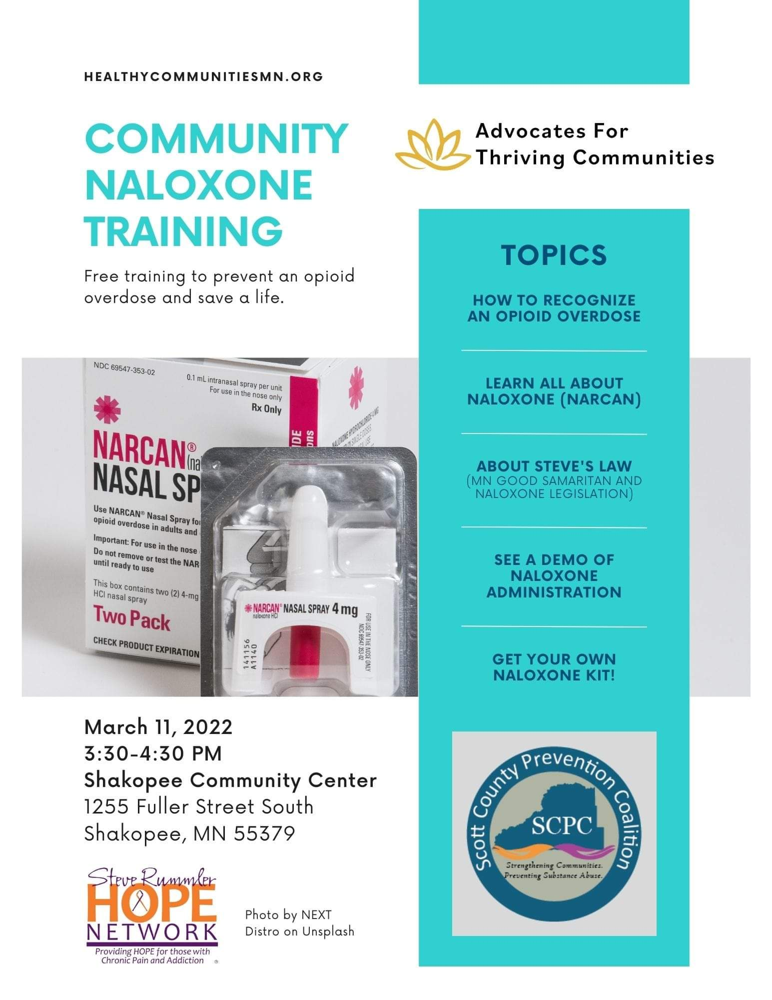 HEALTHYCOMMUNITIESMN.ORG
COMMUNITY
NALOXONE
TRAINING
Free training to prevent an opioid
overdose and save a life.
Advocates For
Thriving Communities
TOPICS
HOW TO RECOGNIZE
AN OPIOID OVERDOSE
LEARN ALL ABOUT
NALOXONE (NARCAN)
ABOUT STEVE'S LAW
(MN GOOD SAMARITAN AND
NALOXONE LEGISLATION)
SEE A DEMO OF
NALOXONE
ADMINISTRATION
GET YOUR OWN
NALOXONE KIT!
NDC 69547-353-02
0.1 mL intranasal spray per unit
For use in the nose only
Rx Only
NARCAN®
(na
NASAL SP
Use NARCAN® Nasal Spray for
opioid overdose in adults and
Important: For use in the nose
Do not remove or test the NAR
until ready to use
This box contains two (2) 4-mg
HCl nasal spray
Two Pack
CHECK PRODUCT EXPIRATION
IDE
ons
NALOXONE HYDROCHLORIDE 4 MG
SINGLE DOSES
USE
NARCAN® NASAL SPRAY 4 mg
naloxone HCl
FOR USE IN THE NOSE ONLY
NDC 69547-353-02
141156
A1140
March 11, 2022
3:30-4:30 PM
Shakopee Community Center
1255 Fuller Street South
Shakopee, MN 55379
Steve Rummler
HOPE
NETWORK
Providing HOPE for those with
Chronic Pain and Addiction ®
Photo by NEXT
Distro on Unsplash
Scott County Prevention Coalition
SCPC
Strengthening Communities.
Preventing Substance Abuse.